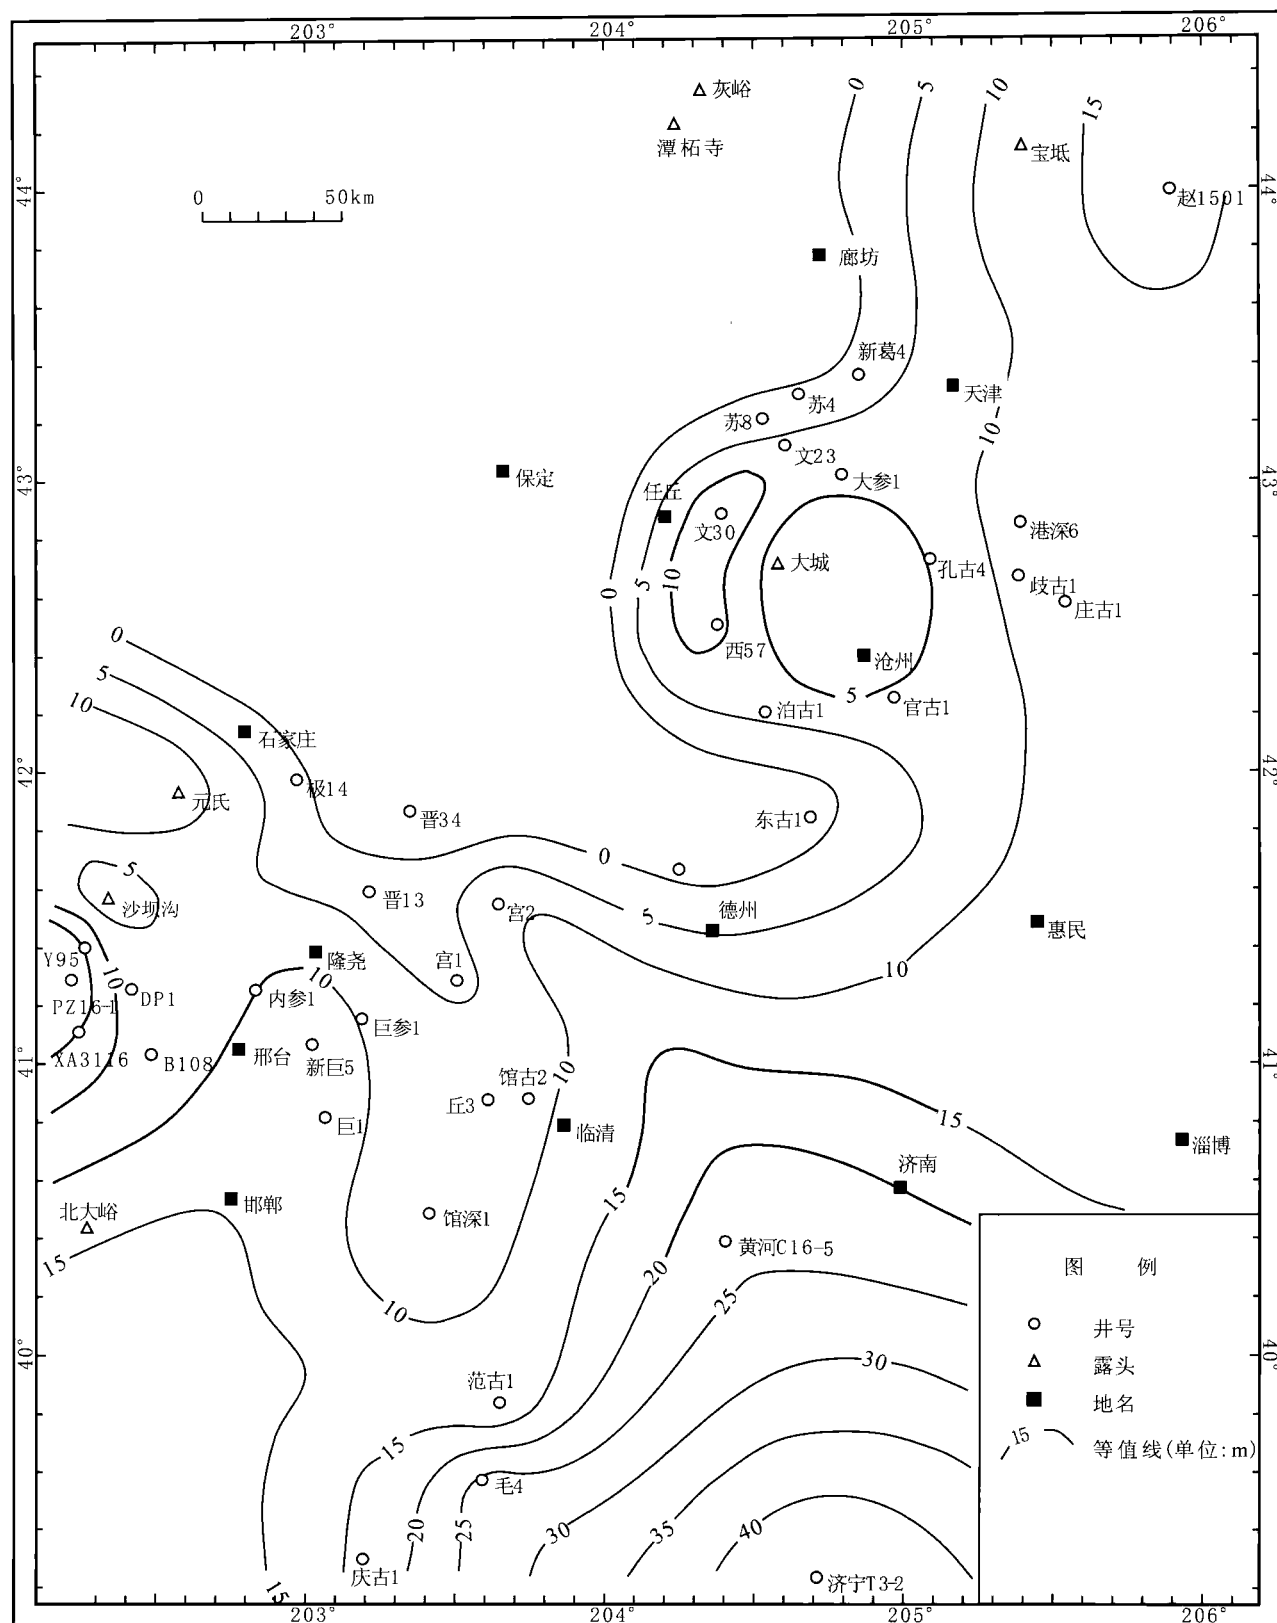 203° 204° 205° 206°
0 5 10 15
灰峪
潭柘寺
宝坻
44° 44°
0 50km
赵1501
廊坊
新葛4
天津
苏4
苏8
10
文23
保定
大参1
43° 43°
任丘
文30
港深6
大城
孔古4
10
5
0
歧古1
庄古1
0
西57
沧州
5
5
10
泊古1
官古1
石家庄
42° 42°
极14
元氏
晋34
东古1
0
5
晋13
沙坝沟
宫2
5
德州
惠民
Y95
隆尧
宫1
10
10
10
PZ16-1
DP1
内参1
巨参1
XA3116
B108
邢台
新巨5
馆古2
10
41° 41°
丘3
巨1
临清
15
淄博
济南
15
北大峪
邯郸
馆深1
黄河C16-5
15
20
图 例
25
10
井号
40° 40°
30
范古1
露头
地名
15
15 等值线(单位:m)
毛4
20
25
30
35
40
庆古1
15
济宁T3-2
203° 204° 205° 206°